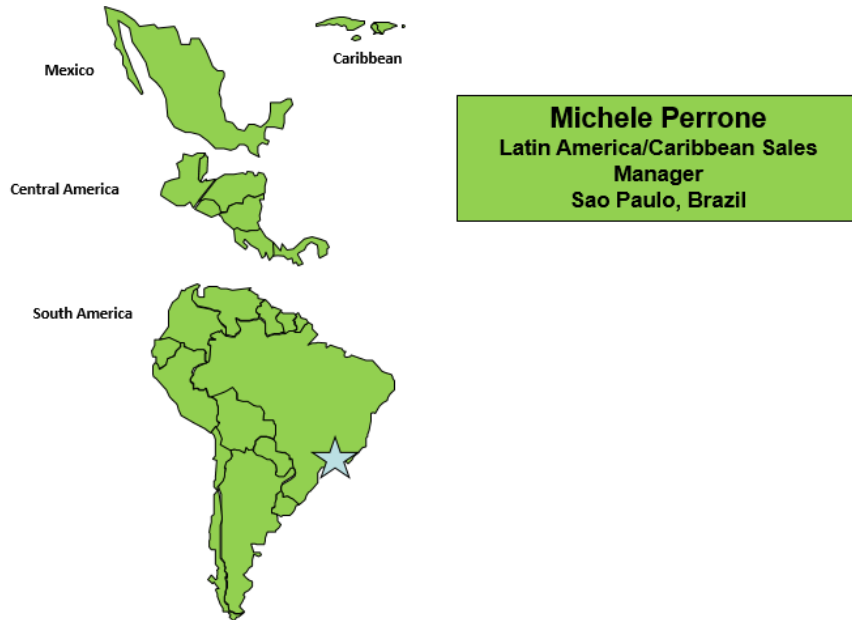 Caribbean
Mexico
Michele Perrone
Latin America/Caribbean Sales
Manager
Sao Paulo, Brazil
Central America
South America